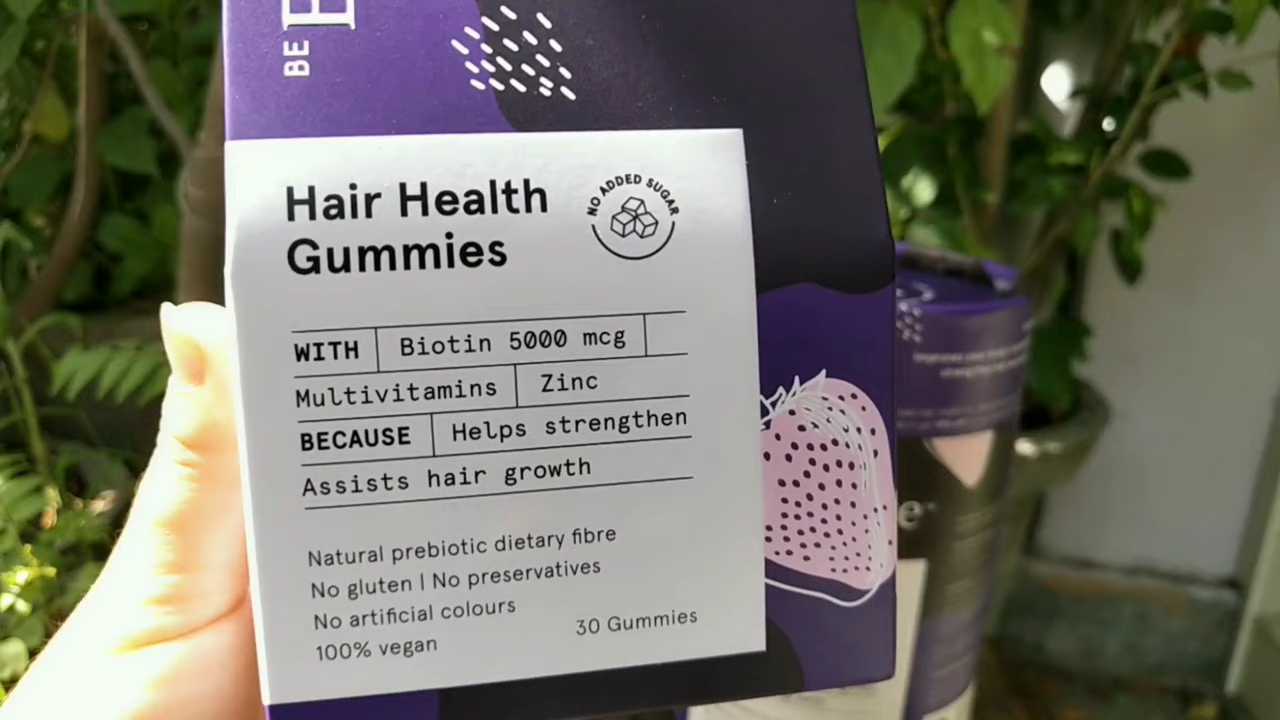 BE
Hair Health
Gummies
NO ADDED SUGAR
WITH Biotin 5000 mcg
Multivitamins Zinc
BECAUSE Helps strengthen
Assists hair growth
Natural prebiotic dietary fibre
No gluten | No preservatives
No artificial colours
100% vegan
30 Gummies